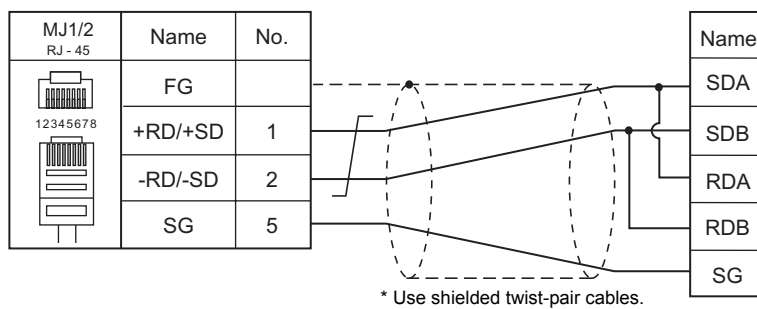 MJ1/2 Name No.
RJ - 45
FG
12345678
+RD/+SD 1
-RD/-SD 2
SG 5
Name
SDA
SDB
RDA
RDB
SG
* Use shielded twist-pair cables.